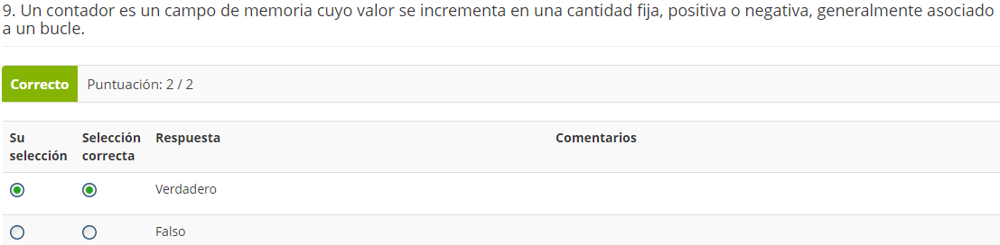 9. Un contador es un campo de memoria cuyo valor se incrementa en una cantidad fija, positiva o negativa, generalmente asociado
a un bucle.
Correcto Puntuación: 2 / 2
Su Selección Respuesta Comentarios
selección correcta
Verdadero
Falso